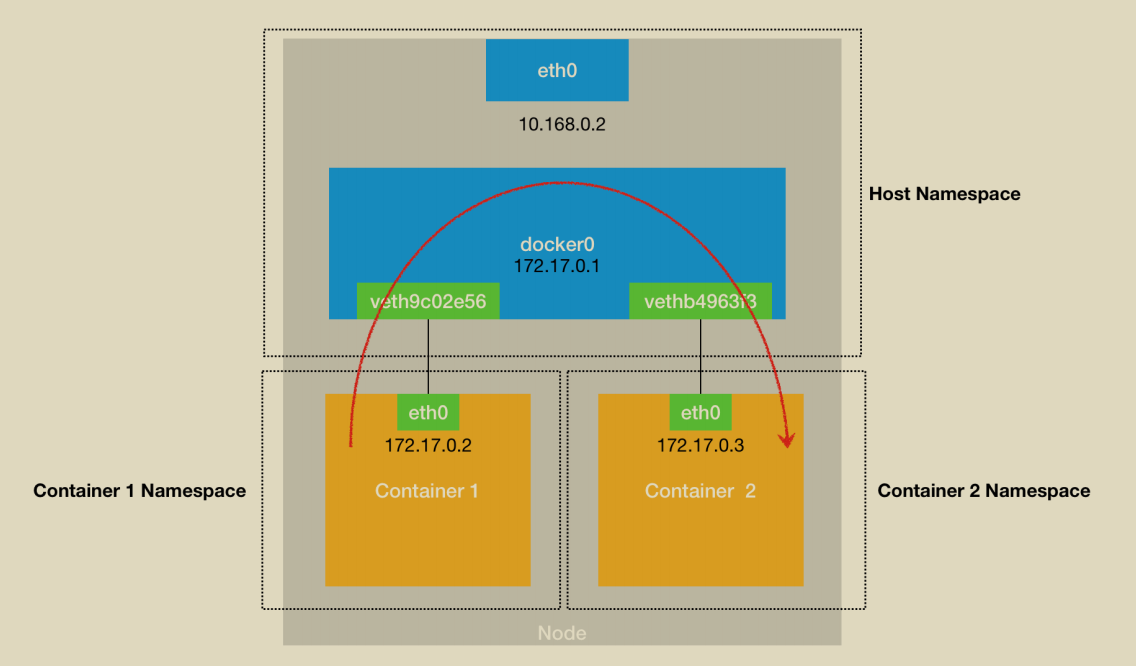 eth0
10.168.0.2
Host Namespace
docker0
172.17.0.1
veth9c02e56
vethb4963f3
eth0
eth0
172.17.0.2
172.17.0.3
Container 1 Namespace
Container 1
Container 2
Container 2 Namespace
Node